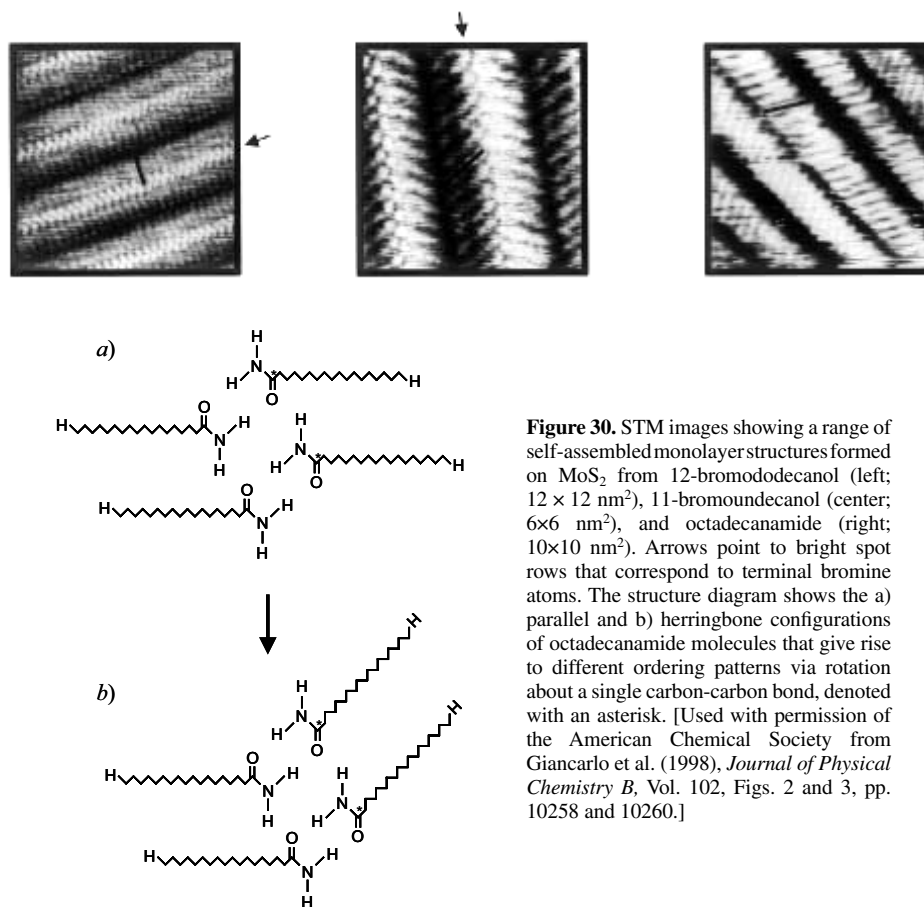 a)
H
N
H * H
O
O
H H H
N
N
H * H
H
O
O
H H
N
H
b)
H
H
H
N
H *
O
O
H H H
N N
H H *
O
O
H H
N
H
Figure 30. STM images showing a range of
self-assembled monolayer structures formed
on MoS₂ from 12-bromododecanol (left;
12 × 12 nm²), 11-bromoundecanol (center;
6×6 nm²), and octadecanamide (right;
10×10 nm²). Arrows point to bright spot
rows that correspond to terminal bromine
atoms. The structure diagram shows the a)
parallel and b) herringbone configurations
of octadecanamide molecules that give rise
to different ordering patterns via rotation
about a single carbon-carbon bond, denoted
with an asterisk. [Used with permission of
the American Chemical Society from
Giancarlo et al. (1998), Journal of Physical
Chemistry B, Vol. 102, Figs. 2 and 3, pp.
10258 and 10260.]